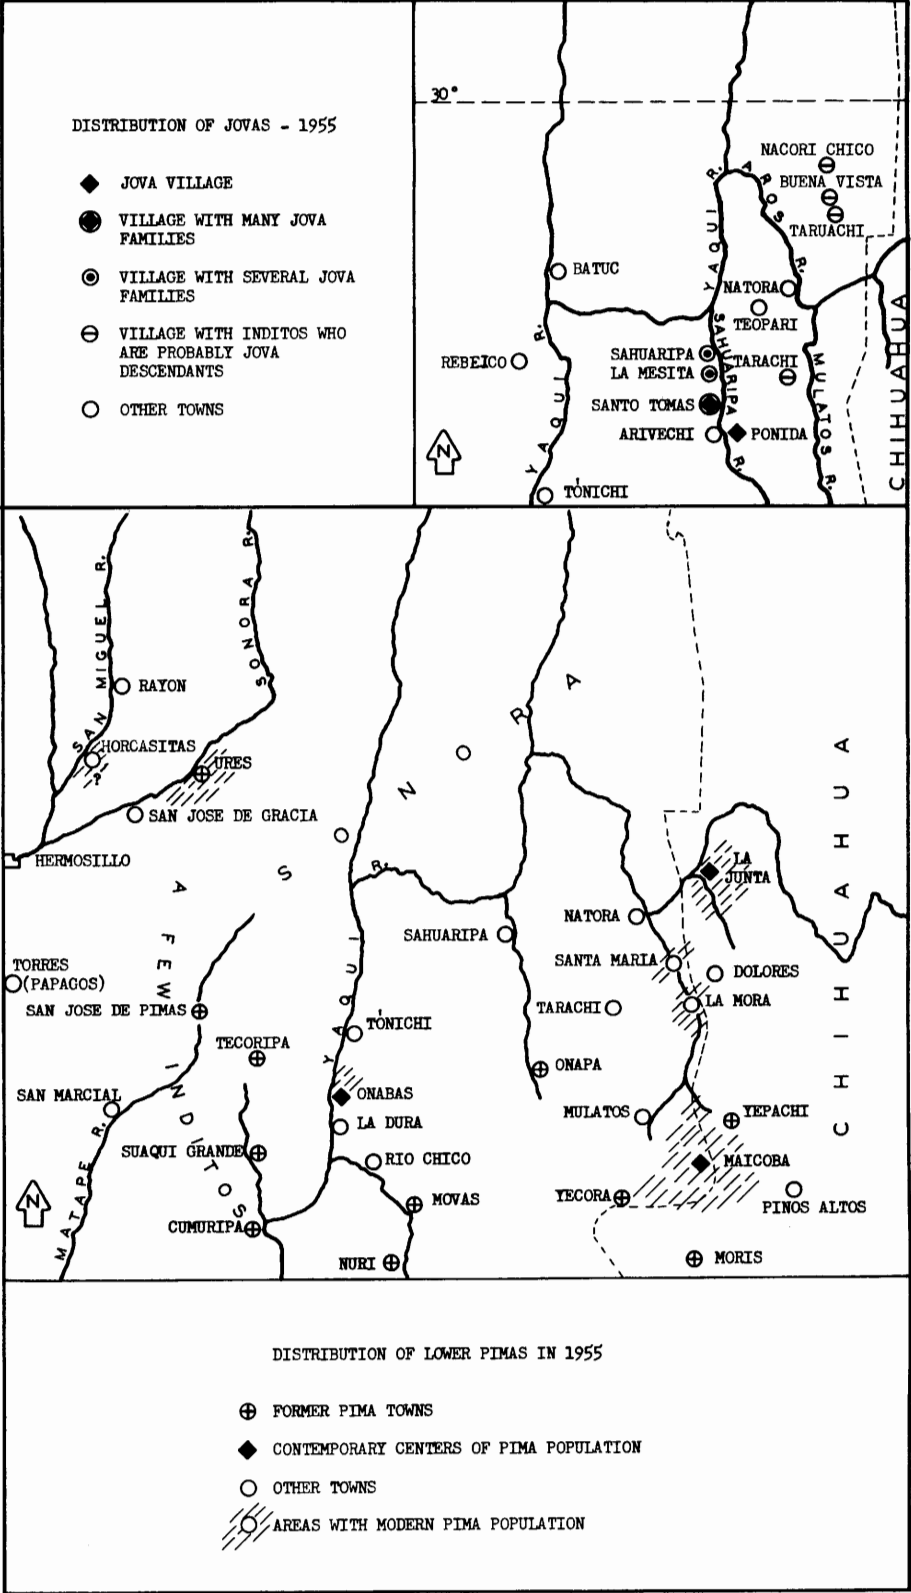 DISTRIBUTION OF JOVAS - 1955
JOVA VILLAGE
VILLAGE WITH MANY JOVA
FAMILIES
VILLAGE WITH SEVERAL JOVA
FAMILIES
VILLAGE WITH INDITOS WHO
ARE PROBABLY JOVA
DESCENDANTS
OTHER TOWNS
30°
NACORI CHICO
BUENA VISTA
TARUACHI
AROS R.
YAQUI R.
BATUC
NATORA
TEOPARI
SAHUARIPA R.
REBEICO
SAHUARIPA
LA MESITA
TARACHI
SANTO TOMAS
ARIVECHI
PONIDA
MULATOS R.
CHIHUAHUA
YAQUI R.
TÓNICHI
N
SAN MIGUEL R.
SONORA R.
RAYON
HORCASITAS
?
URES
SAN JOSE DE GRACIA
HERMOSILLO
SONORA
LA
JUNTA
CHIHUAHUA
NATORA
SAHUARIPA
SANTA MARIA
DOLORES
TORRES
(PAPAGOS)
A FEW INDITOS
SAN JOSE DE PIMAS
LA MORA
TARACHI
YAQUI R.
TÓNICHI
TECORIPA
ONAPA
SAN MARCIAL
ONABAS
MULATOS
YEPACHI
LA DURA
SUAQUI GRANDE
RIO CHICO
MAICOBA
MATAPE R.
N
MOVAS
YECORA
PINOS ALTOS
CUMURIPA
NURI
MORIS
DISTRIBUTION OF LOWER PIMAS IN 1955
FORMER PIMA TOWNS
CONTEMPORARY CENTERS OF PIMA POPULATION
OTHER TOWNS
AREAS WITH MODERN PIMA POPULATION